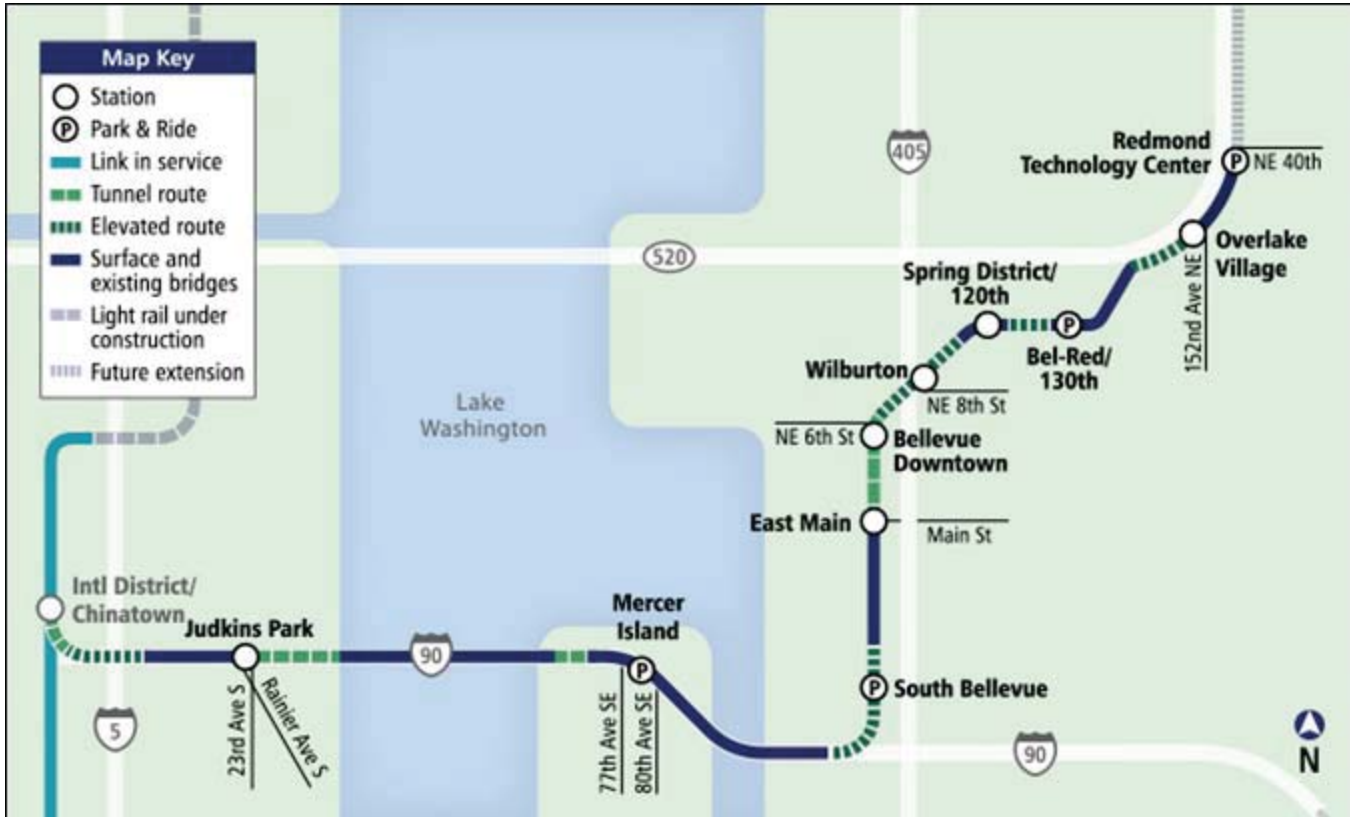 Map Key
Station
P Park & Ride
Link in service
Tunnel route
Elevated route
Surface and
existing bridges
Light rail under
construction
Future extension
405
Redmond
Technology Center
P
NE 40th
520
Overlake
Village
152nd Ave NE
Spring District/
120th
P
Bel-Red/
130th
Wilburton
NE 8th St
NE 6th St
Bellevue
Downtown
Lake
Washington
East Main
Main St
Intl District/
Chinatown
Judkins Park
23rd Ave S
Rainier Ave S
5
90
Mercer
Island
P
77th Ave SE
80th Ave SE
P
South Bellevue
90
N